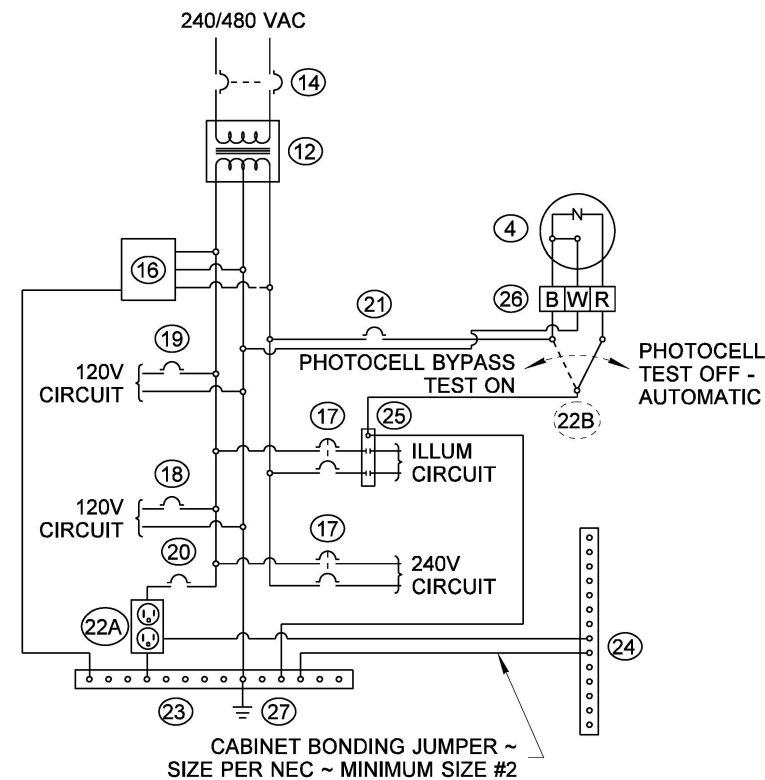 240/480 VAC
14
12
4
N
16
26
B W R
21
19
PHOTOCELL BYPASS
TEST ON
PHOTOCELL
TEST OFF -
AUTOMATIC
120V
CIRCUIT
17
25
22B
ILLUM
CIRCUIT
18
120V
CIRCUIT
17
20
240V
CIRCUIT
22A
24
23
27
CABINET BONDING JUMPER ~
SIZE PER NEC ~ MINIMUM SIZE #2